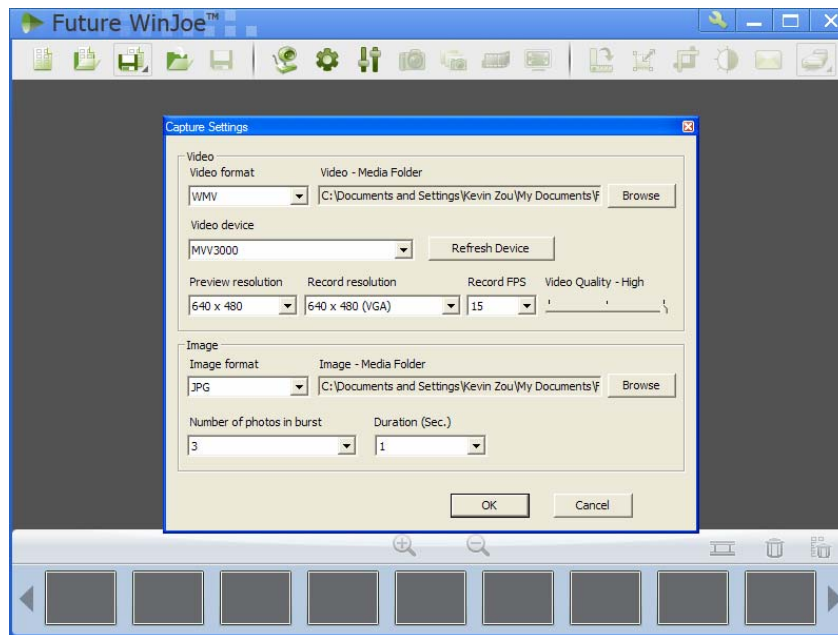 Future WinJoe™
Capture Settings
Video
Video format Video - Media Folder
WMV C:\Documents and Settings\Kevin Zou\My Documents\F Browse
Video device
MVV3000 Refresh Device
Preview resolution Record resolution Record FPS Video Quality - High
640 x 480 640 x 480 (VGA) 15
Image
Image format Image - Media Folder
JPG C:\Documents and Settings\Kevin Zou\My Documents\F Browse
Number of photos in burst Duration (Sec.)
3 1
OK Cancel